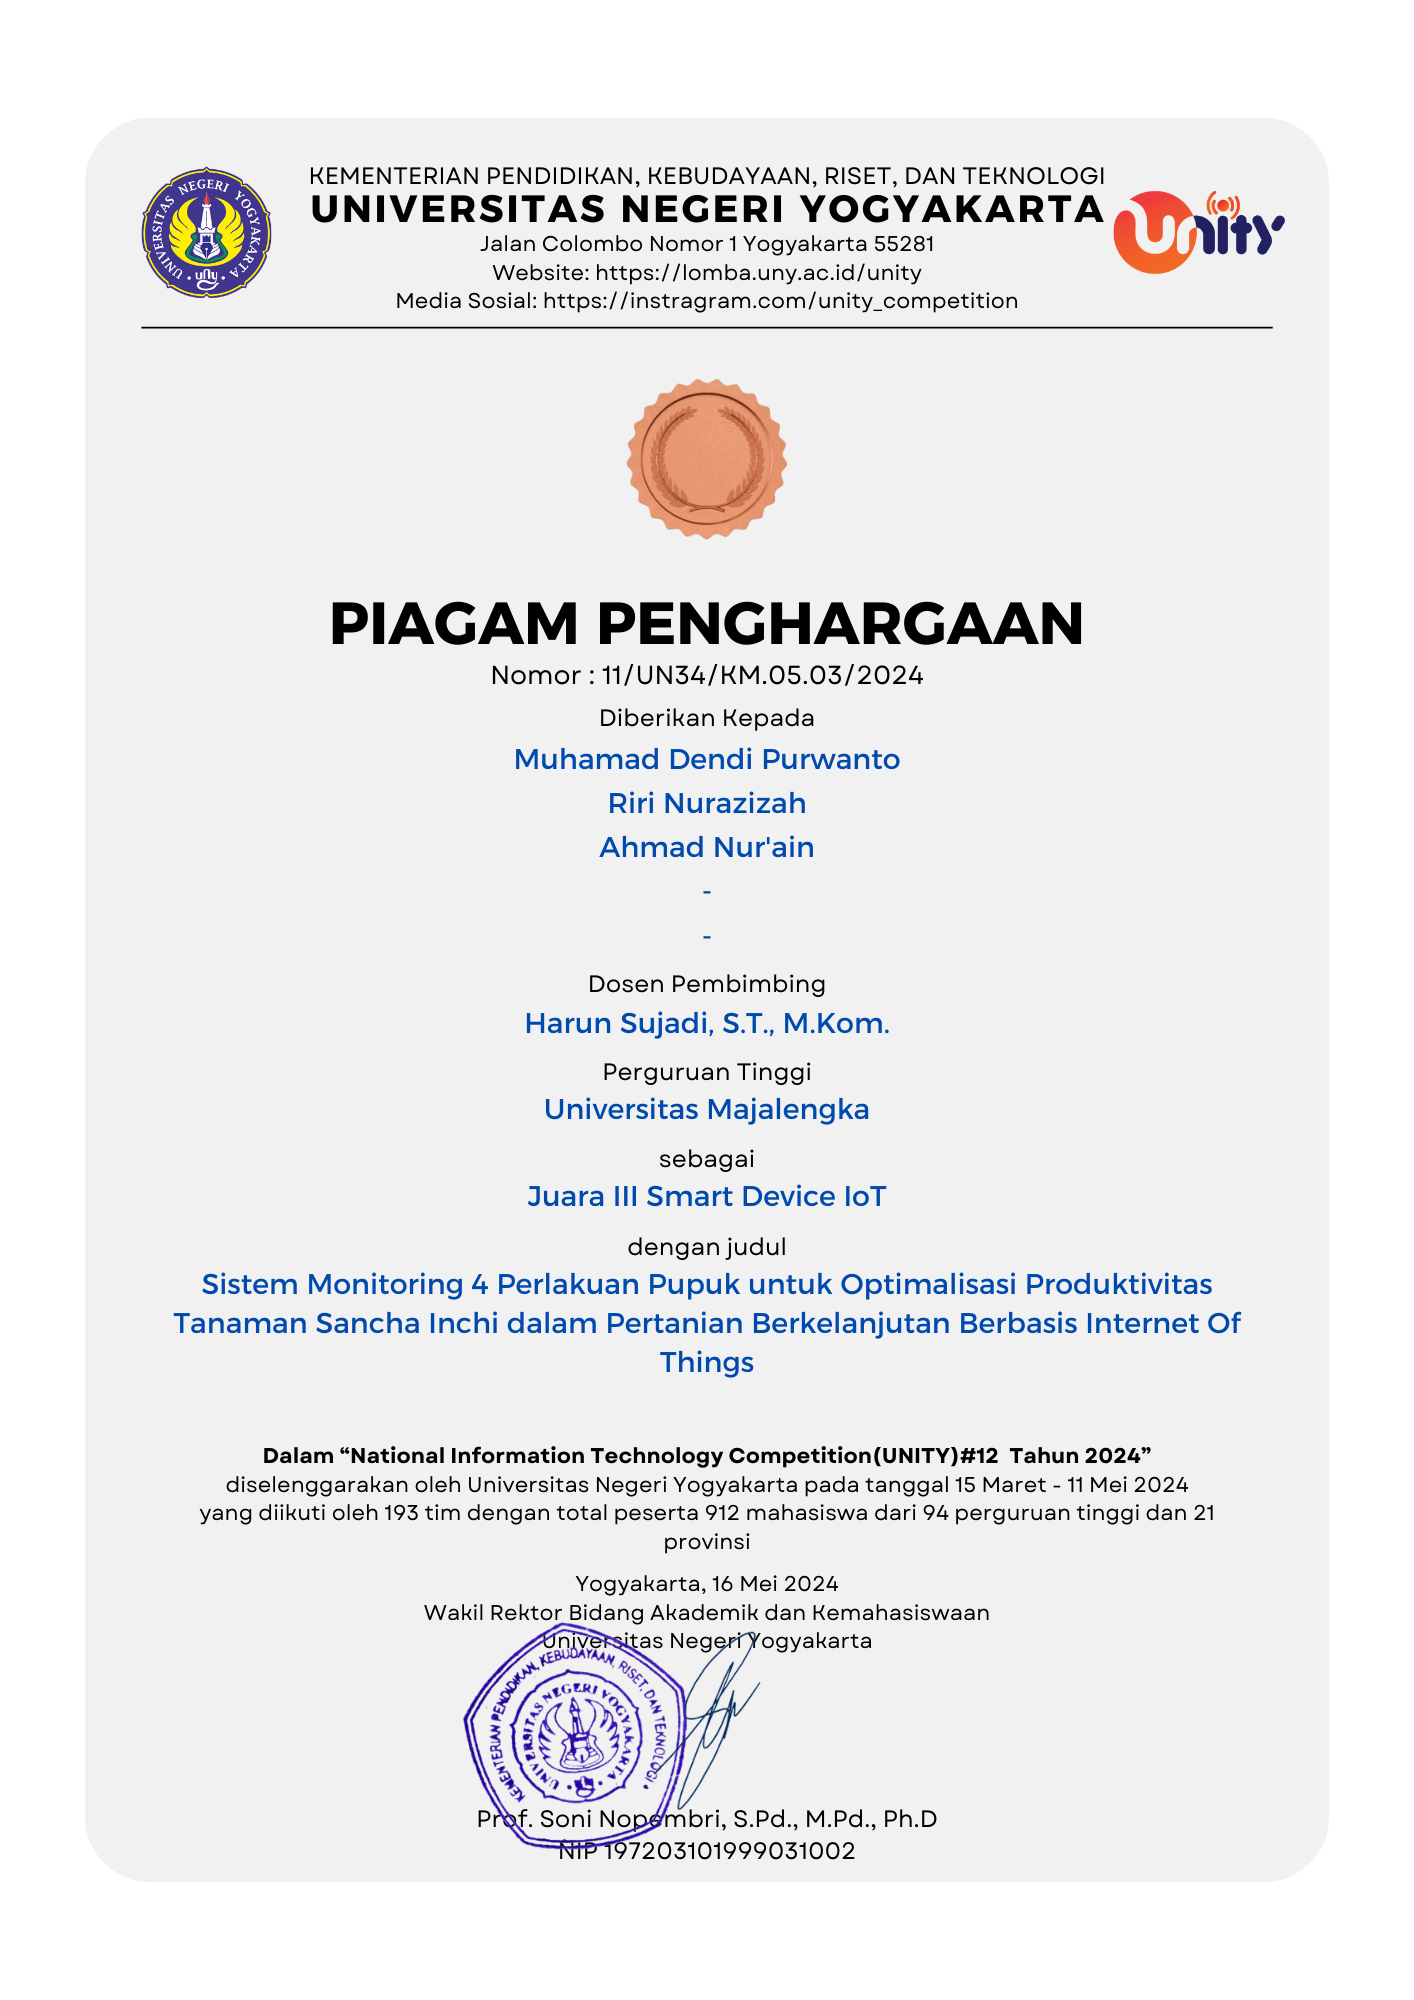 KEMENTERIAN PENDIDIKAN, KEBUDAYAAN, RISET, DAN TEKNOLOGI
UNIVERSITAS NEGERI YOGYAKARTA
Jalan Colombo Nomor 1 Yogyakarta 55281
Website: https://lomba.uny.ac.id/unity
Media Sosial: https://instragram.com/unity_competition
UNIVERSITAS NEGERI YOGYAKARTA
uny
unity
PIAGAM PENGHARGAAN
Nomor : 11/UN34/KM.05.03/2024
Diberikan Kepada
Muhamad Dendi Purwanto
Riri Nurazizah
Ahmad Nur'ain
-
-
Dosen Pembimbing
Harun Sujadi, S.T., M.Kom.
Perguruan Tinggi
Universitas Majalengka
sebagai
Juara III Smart Device IoT
dengan judul
Sistem Monitoring 4 Perlakuan Pupuk untuk Optimalisasi Produktivitas
Tanaman Sancha Inchi dalam Pertanian Berkelanjutan Berbasis Internet Of
Things
Dalam “National Information Technology Competition(UNITY)#12 Tahun 2024”
diselenggarakan oleh Universitas Negeri Yogyakarta pada tanggal 15 Maret - 11 Mei 2024
yang diikuti oleh 193 tim dengan total peserta 912 mahasiswa dari 94 perguruan tinggi dan 21
provinsi
Yogyakarta, 16 Mei 2024
Wakil Rektor Bidang Akademik dan Kemahasiswaan
Universitas Negeri Yogyakarta
KEMENTERIAN PENDIDIKAN, KEBUDAYAAN, RISET, DAN TEKNOLOGI
UNIVERSITAS NEGERI YOGYAKARTA
Prof. Soni Nopembri, S.Pd., M.Pd., Ph.D
NIP 197203101999031002